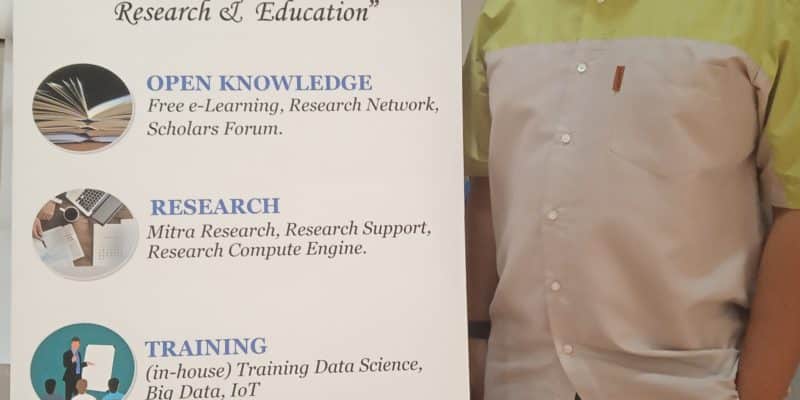 Research & Education”
OPEN KNOWLEDGE
Free e-Learning, Research Network,
Scholars Forum.
RESEARCH
Mitra Research, Research Support,
Research Compute Engine.
TRAINING
(in-house) Training Data Science,
Big Data, IoT